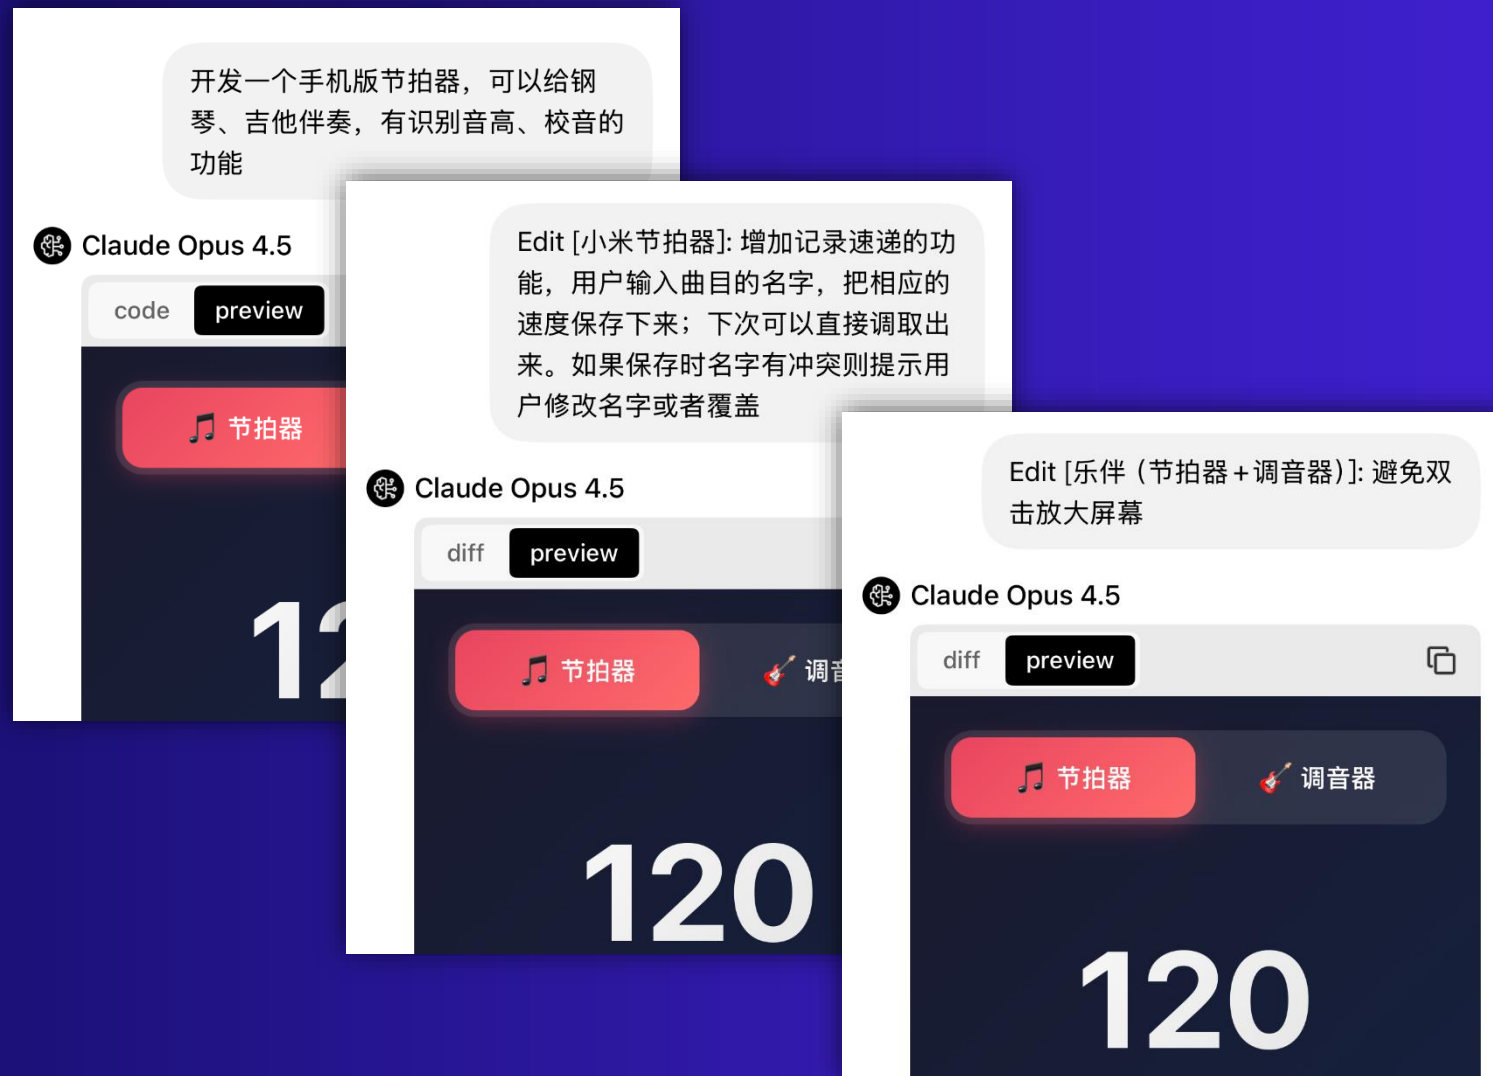 开发一个手机版节拍器，可以给钢
琴、吉他伴奏，有识别音高、校音的
功能
Claude Opus 4.5
code
preview
节拍器
Edit [小米节拍器]: 增加记录速递的功
能，用户输入曲目的名字，把相应的
速度保存下来；下次可以直接调取出
来。如果保存时名字有冲突则提示用
户修改名字或者覆盖
Claude Opus 4.5
diff
preview
节拍器
调音
120
Edit [乐伴（节拍器+调音器）]: 避免双
击放大屏幕
Claude Opus 4.5
diff
preview
节拍器
调音器
120